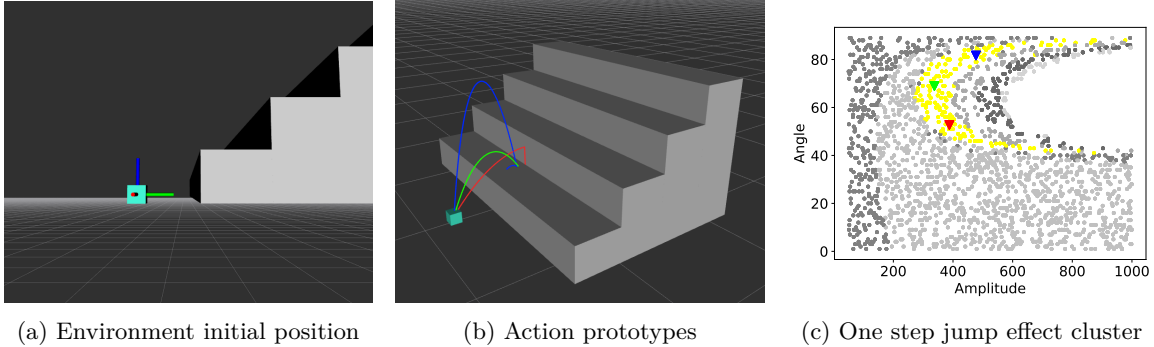 80
60
40
20
0
Angle
200 400 600 800 1000
Amplitude
(a) Environment initial position
(b) Action prototypes
(c) One step jump effect cluster